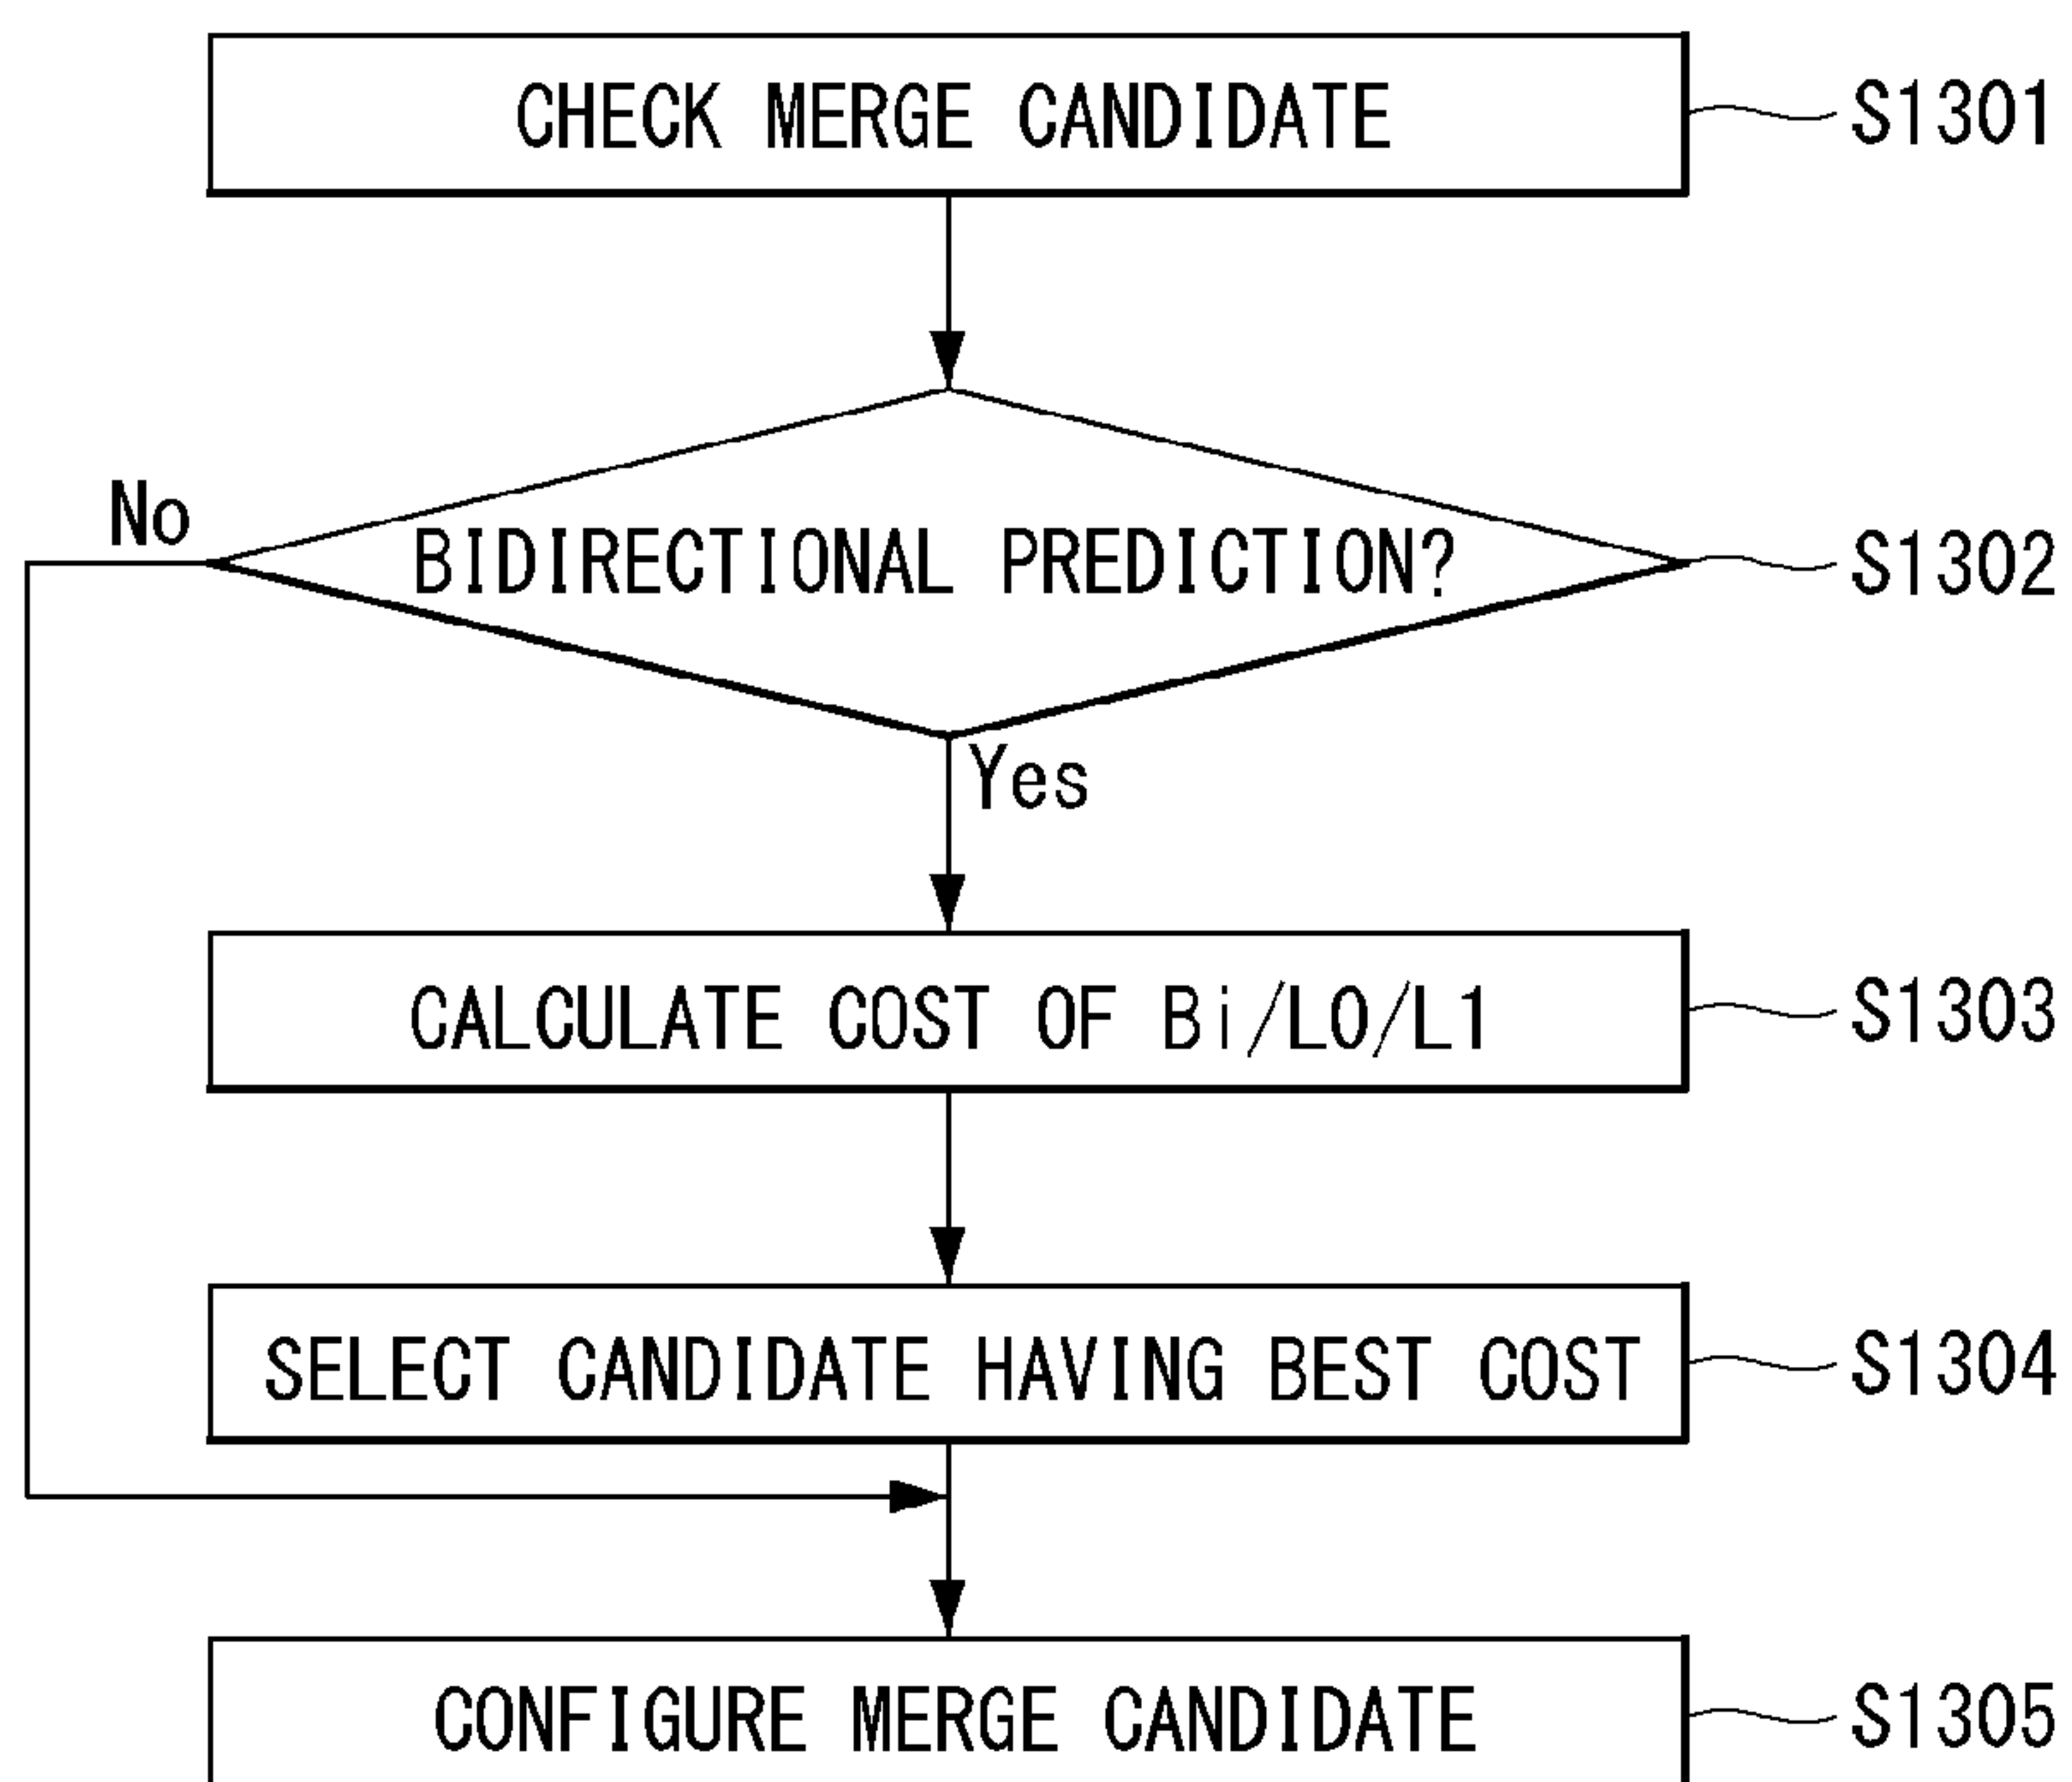 CHECK MERGE CANDIDATE
S1301
No
BIDIRECTIONAL PREDICTION?
S1302
Yes
CALCULATE COST OF Bi/L0/L1
S1303
SELECT CANDIDATE HAVING BEST COST
S1304
CONFIGURE MERGE CANDIDATE
S1305